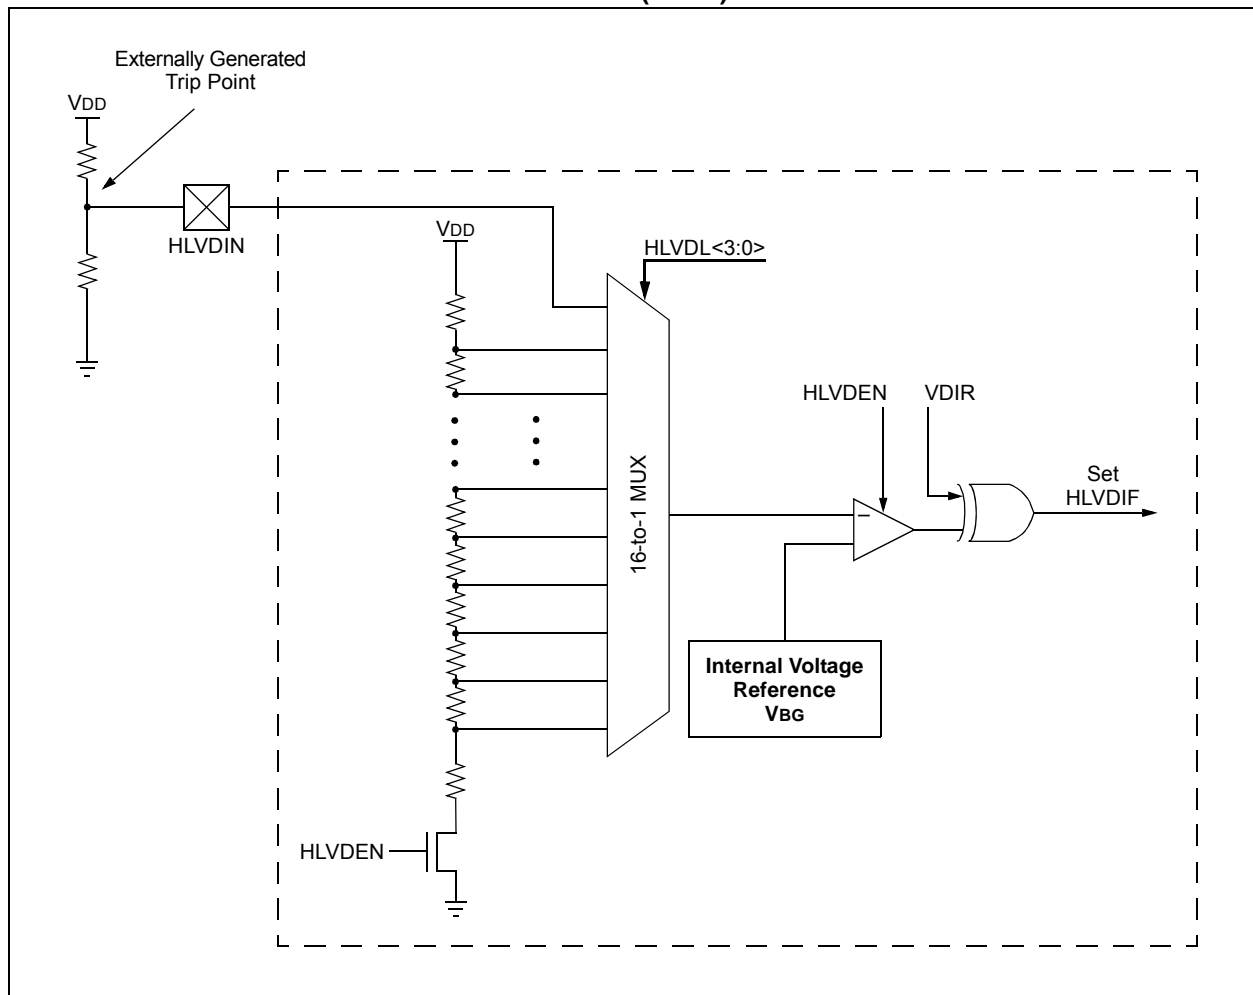 Externally Generated
Trip Point
VDD
HLVDIN
VDD
HLVDL<3:0>
16-to-1 MUX
HLVDEN
VDIR
Set
HLVDIF
–
Internal Voltage
Reference
VBG
HLVDEN